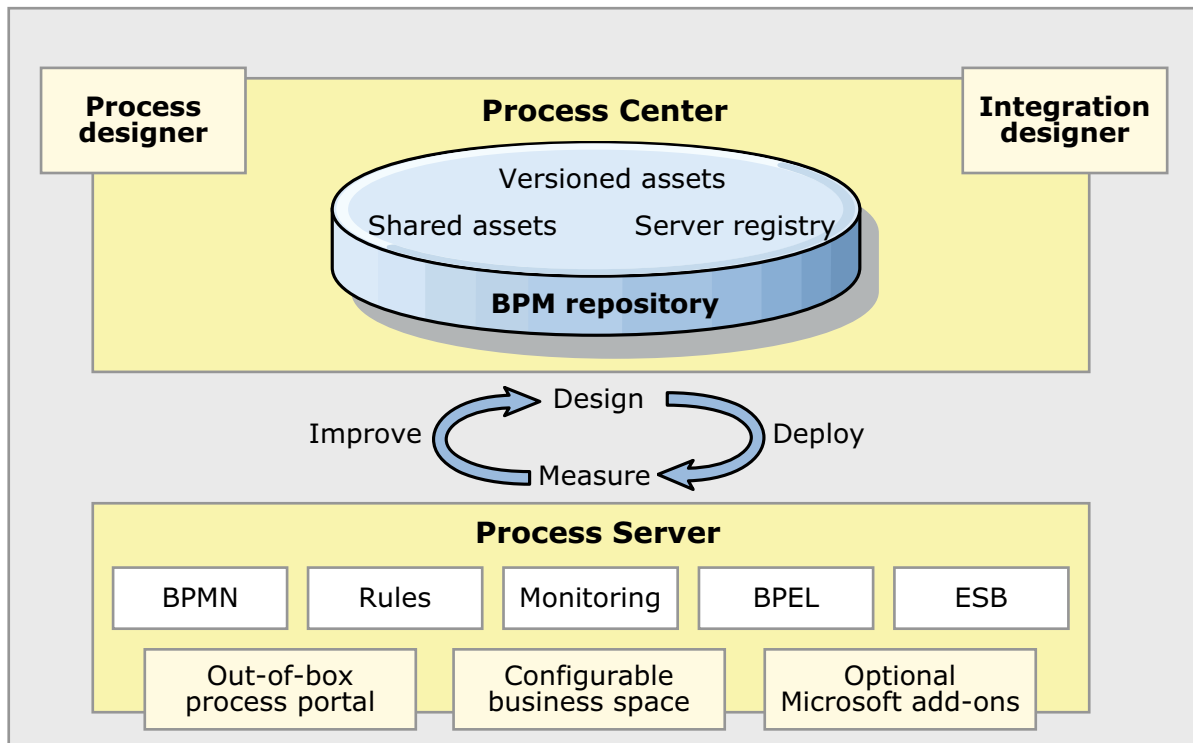 Process
designer
Process Center
Integration
designer
Versioned assets
Shared assets
Server registry
BPM repository
Design
Improve
Deploy
Measure
Process Server
BPMN
Rules
Monitoring
BPEL
ESB
Out-of-box
process portal
Configurable
business space
Optional
Microsoft add-ons